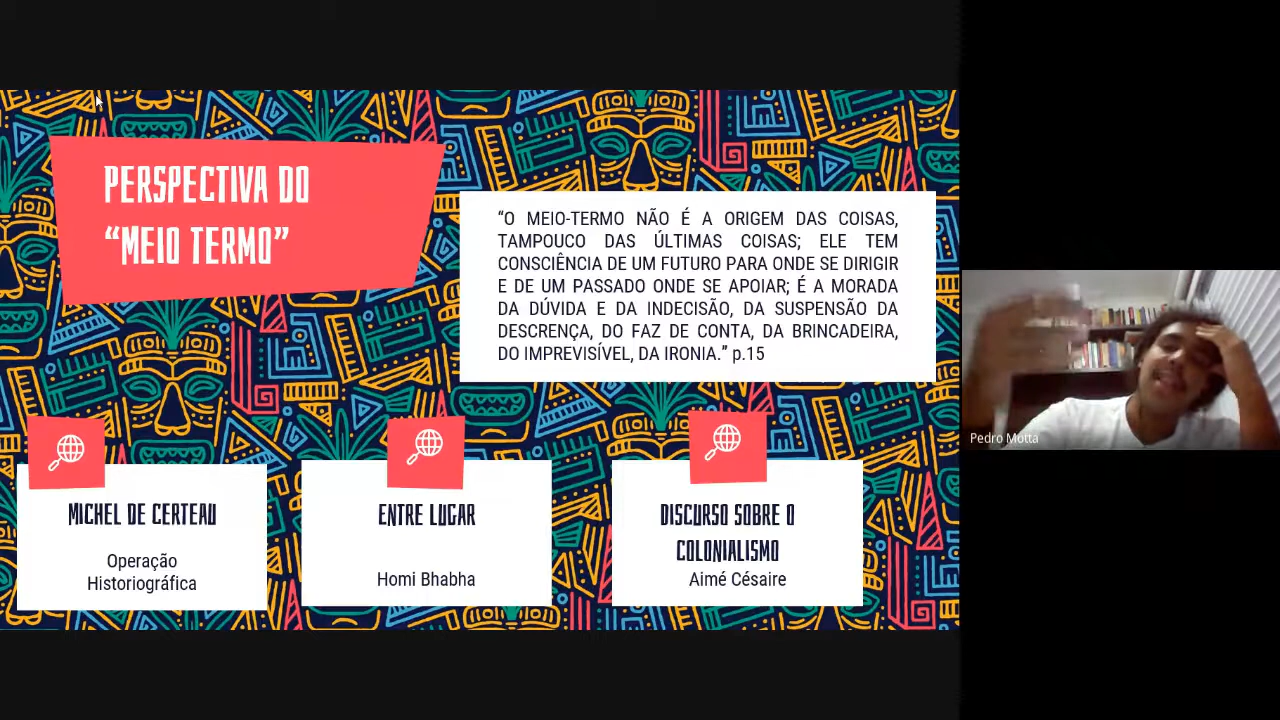 PERSPECTIVA DO
“MEIO TERMO”
“O MEIO-TERMO NÃO É A ORIGEM DAS COISAS,
TAMPOUCO DAS ÚLTIMAS COISAS; ELE TEM
CONSCIÊNCIA DE UM FUTURO PARA ONDE SE DIRIGIR
E DE UM PASSADO ONDE SE APOIAR; É A MORADA
DA DÚVIDA E DA INDECISÃO, DA SUSPENSÃO DA
DESCRENÇA, DO FAZ DE CONTA, DA BRINCADEIRA,
DO IMPREVISÍVEL, DA IRONIA.” p.15
MICHEL DE CERTEAU
Operação
Historiográfica
ENTRE LUGAR
Homi Bhabha
DISCURSO SOBRE O
COLONIALISMO
Aimé Césaire
Pedro Motta